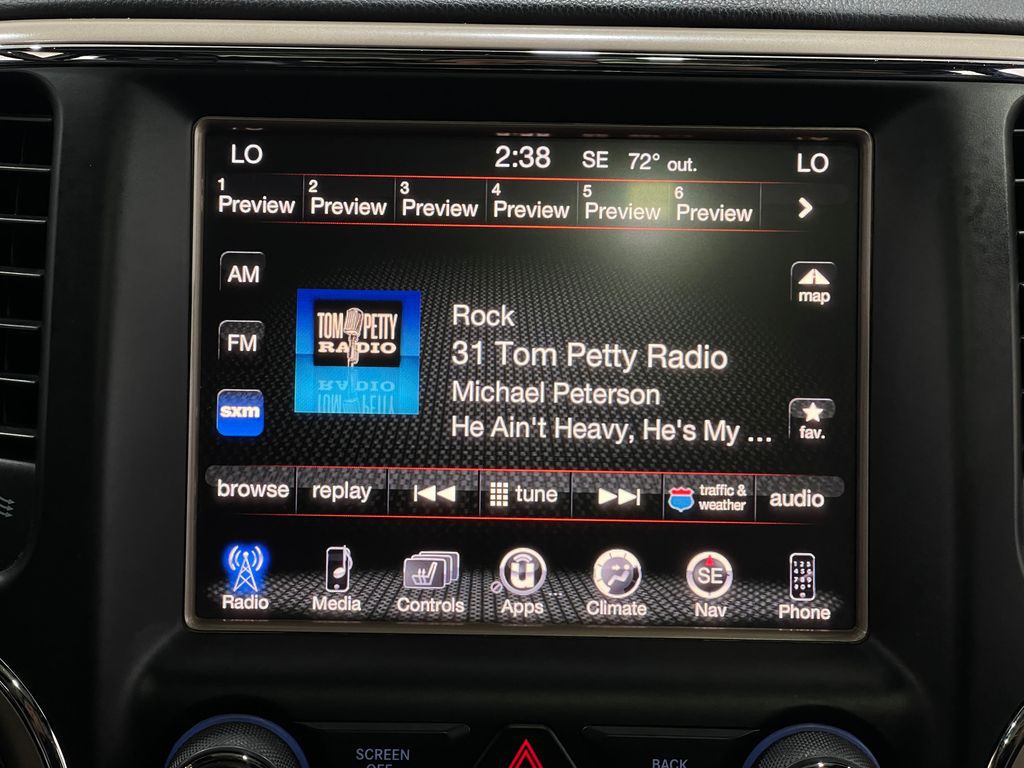 LO 2:38 SE 72° out. LO
1 2 3 4 5 6
Preview Preview Preview Preview Preview Preview
AM
map
TOM PETTY
RADIO
Rock
FM
31 Tom Petty Radio
Michael Peterson
sxm
fav.
He Ain't Heavy, He's My ...
browse replay tune traffic & weather audio
SE
Radio Media Controls Apps Climate Nav Phone
SCREEN
OFF
BACK